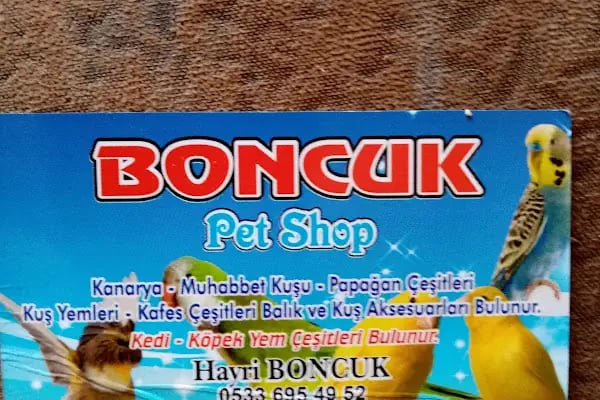 BONCUK
Pet Shop
Kanarya - Muhabbet Kuşu - Papağan Çeşitleri
Kuş Yemleri - Kafes Çeşitleri Balık ve Kuş Aksesuarları Bulunur.
Kedi - Köpek Yem Çeşitleri Bulunur.
Hayri BONCUK
0533 695 49 52